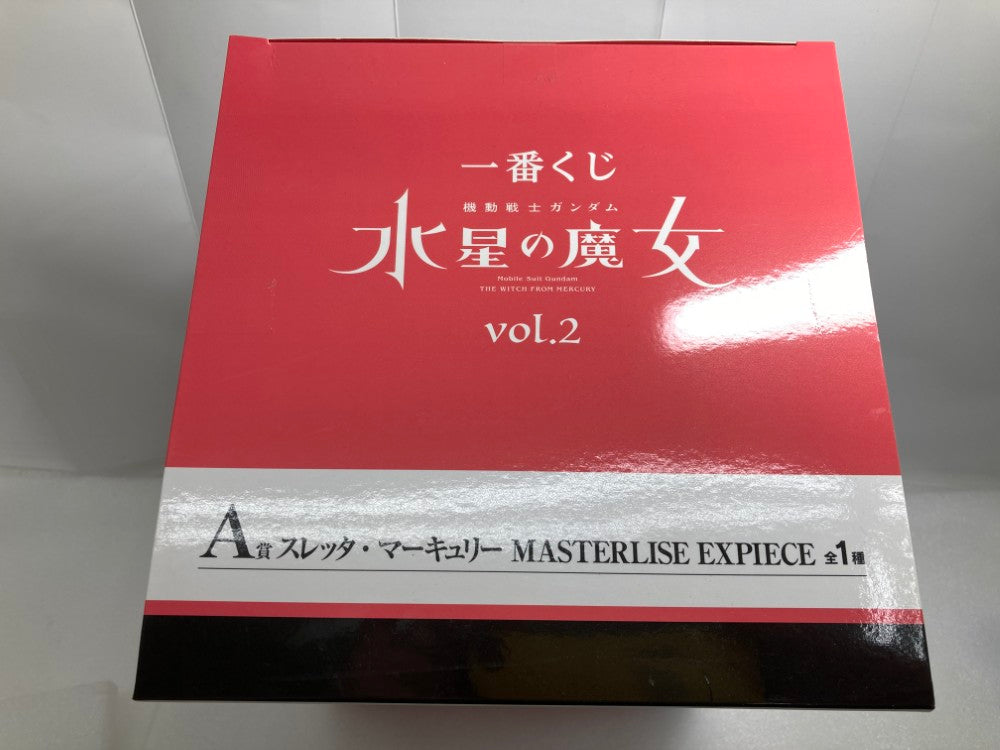 一番くじ
機動戦士ガンダム
水星の魔女
Mobile Suit Gundam
THE WITCH FROM MERCURY
vol.2
A賞 スレッタ・マーキュリー MASTERLISE EXPIECE 全1種